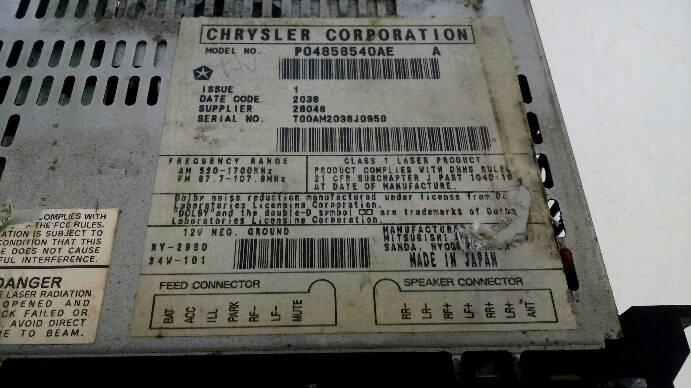 CHRYSLER CORPORATION
MODEL NO. P04858540AE A
ISSUE 1
DATE CODE 2038
SUPPLIER 28046
SERIAL NO. T00AM2038J0950
FREQUENCY RANGE
AM 530-1700KHz
FM 87.7-107.9MHz
CLASS 1 LASER PRODUCT
PRODUCT COMPLIES WITH DHHS RULES
21 CFR SUBCHAPTER J PART 1040.10
AT DATE OF MANUFACTURE.
Dolby noise reduction manufactured under license from
Laboratories Licensing Corporation.
"DOLBY" and the double-D symbol are trademarks of
Laboratories Licensing Corporation.
12V NEG. GROUND
RY-2990
94W-101
MITSUBISHI
SANDA,
MADE IN JAPAN
FEED CONNECTOR
BAT ACC ILL PARK RF- LF- MUTE
SPEAKER CONNECTOR
RR- LR- RF+ LF+ RR+ LR+ ANT
COMPLIES WITH
THE FCC RULES.
IS SUBJECT TO
CONDITION THAT THIS
DOES NOT CAUSE
INTERFERENCE.
DANGER
LASER RADIATION
OPENED AND
FAILED OR
AVOID DIRECT
TO BEAM.